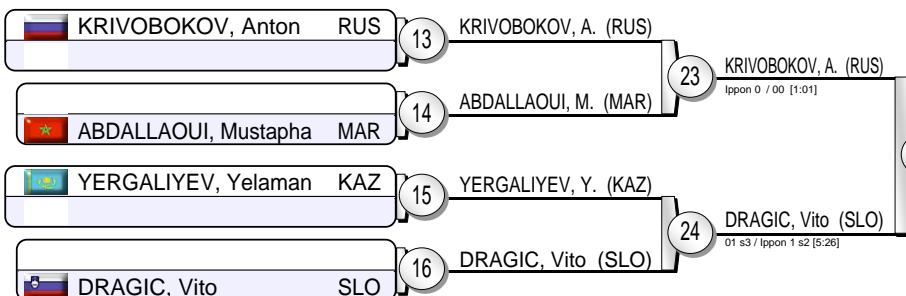 KRIVOBOKOV, Anton RUS
13
KRIVOBOKOV, A. (RUS)
23
KRIVOBOKOV, A. (RUS)
Ippon 0 / 00 [1:01]
14
ABDALLAOUI, M. (MAR)
ABDALLAOUI, Mustapha MAR
YERGALIYEV, Yelaman KAZ
15
YERGALIYEV, Y. (KAZ)
24
DRAGIC, Vito (SLO)
01 s3 / Ippon 1 s2 [5:26]
16
DRAGIC, Vito (SLO)
DRAGIC, Vito SLO